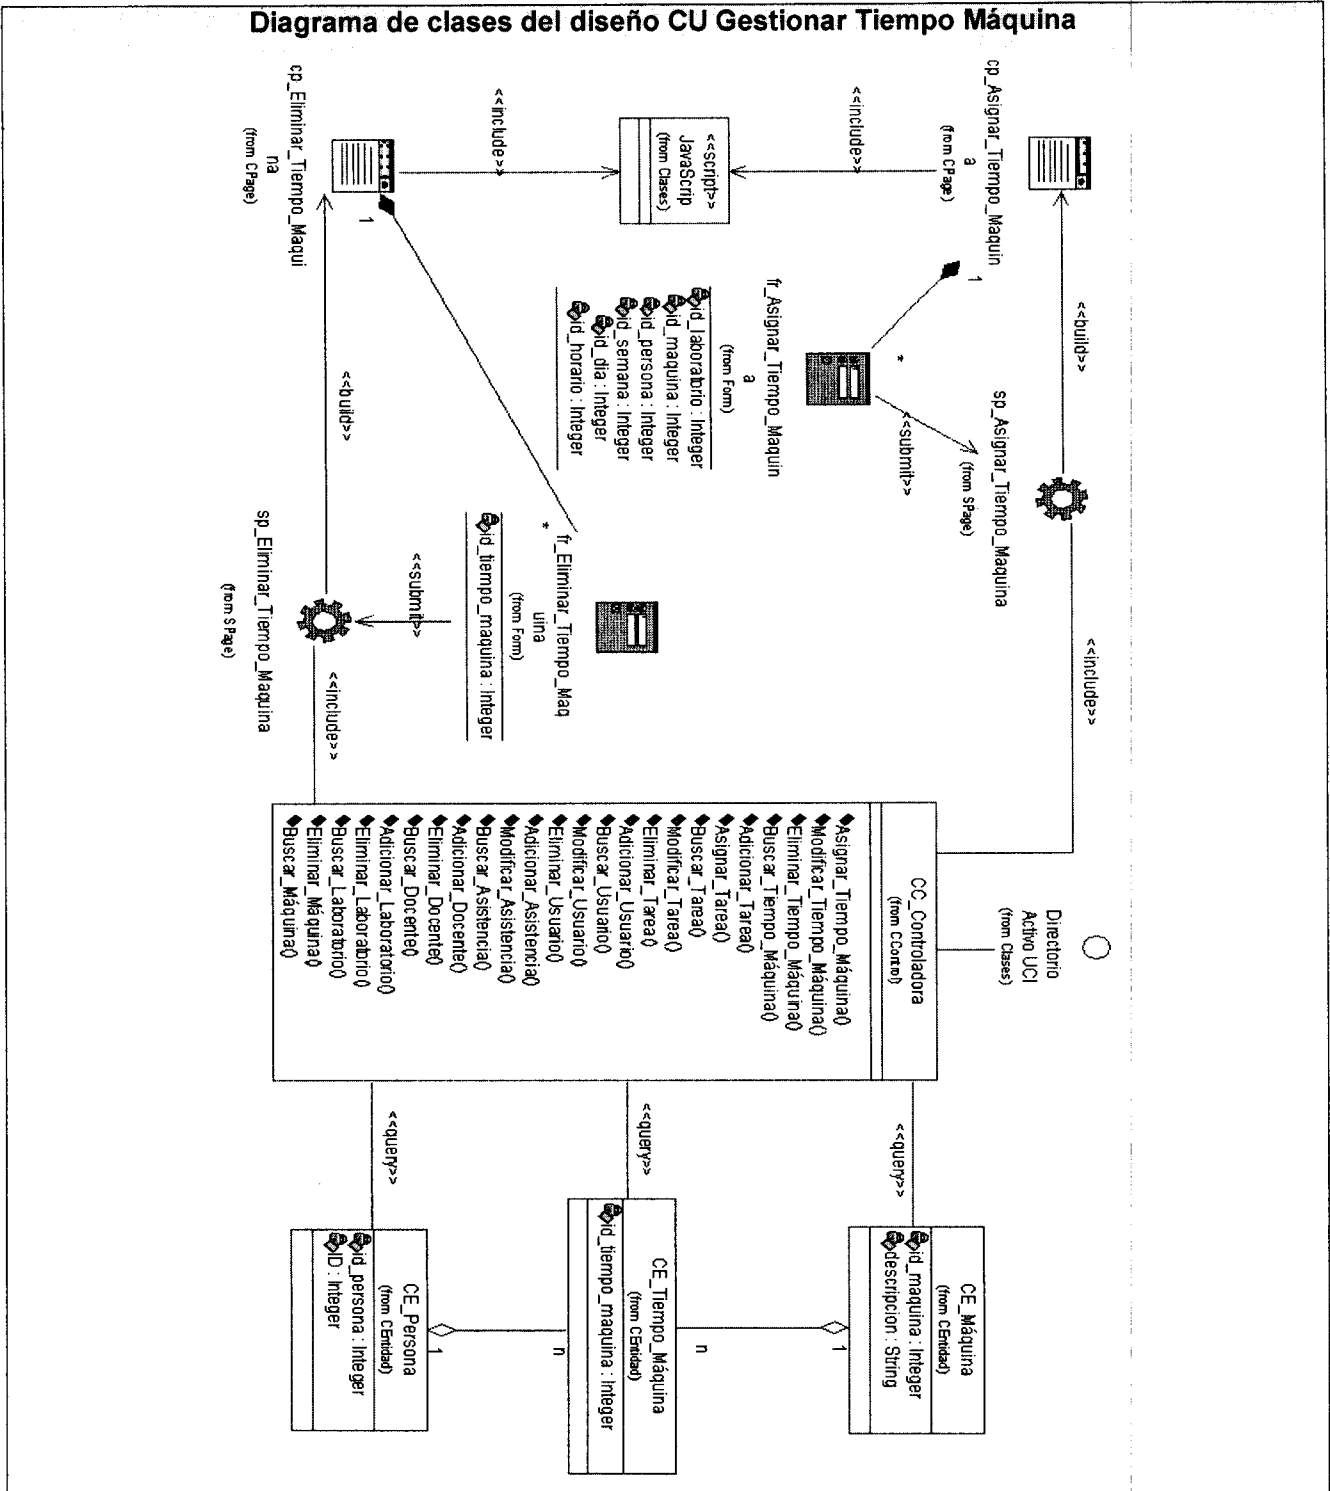 Diagrama de clases del diseño CU Gestionar Tiempo Máquina
cp_Asignar_Tiempo_Maquin
a
(from CPage)
<<build>>
sp_Asignar_Tiempo_Maquina
(from SPage)
<<include>>
<<include>>
1
*
<<submit>>
fr_Asignar_Tiempo_Maquin
a
(from Form)
id_laboratorio : Integer
id_maquina : Integer
id_persona : Integer
id_semana : Integer
id_dia : Integer
id_horario : Integer
<<script>>
JavaScrip
(from Clases)
<<include>>
cp_Eliminar_Tiempo_Maqui
na
(from CPage)
1
*
fr_Eliminar_Tiempo_Maq
uina
(from Form)
id_tiempo_maquina : Integer
<<submit>>
<<build>>
sp_Eliminar_Tiempo_Maquina
(from SPage)
<<include>>
Directorio
Activo UCI
(from Clases)
CC_Controladora
(from CControl)
Asignar_Tiempo_Máquina()
Modificar_Tiempo_Máquina()
Eliminar_Tiempo_Máquina()
Buscar_Tiempo_Máquina()
Adicionar_Tarea()
Asignar_Tarea()
Buscar_Tarea()
Modificar_Tarea()
Eliminar_Tarea()
Adicionar_Usuario()
Buscar_Usuario()
Modificar_Usuario()
Eliminar_Usuario()
Adicionar_Asistencia()
Modificar_Asistencia()
Buscar_Asistencia()
Adicionar_Docente()
Eliminar_Docente()
Buscar_Docente()
Adicionar_Laboratorio()
Eliminar_Laboratorio()
Buscar_Laboratorio()
Eliminar_Máquina()
Buscar_Máquina()
<<query>>
<<query>>
<<query>>
CE_Máquina
(from CEntidad)
id_maquina : Integer
descripcion : String
1
n
CE_Tiempo_Máquina
(from CEntidad)
id_tiempo_maquina : Integer
n
1
CE_Persona
(from CEntidad)
id_persona : Integer
ID : Integer